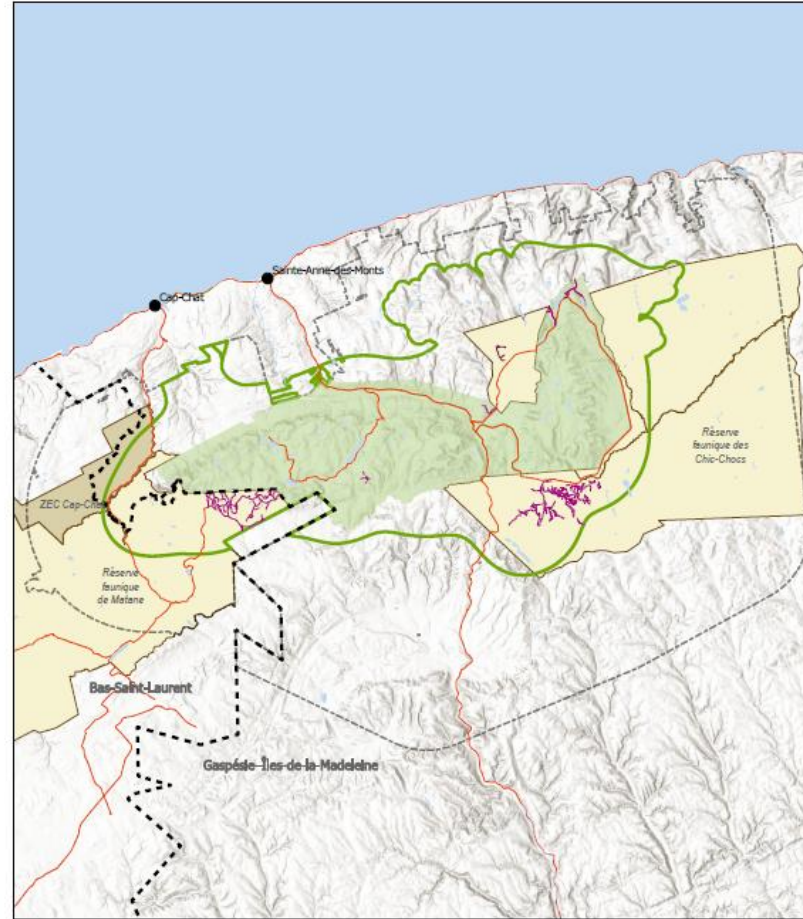 Sainte-Anne-des-Monts
Cap-Chat
Réserve
faunique des
Chic-Chocs
ZEC Cap-Chat
Réserve
faunique
de Matane
Bas-Saint-Laurent
Gaspésie-Îles-de-la-Madeleine